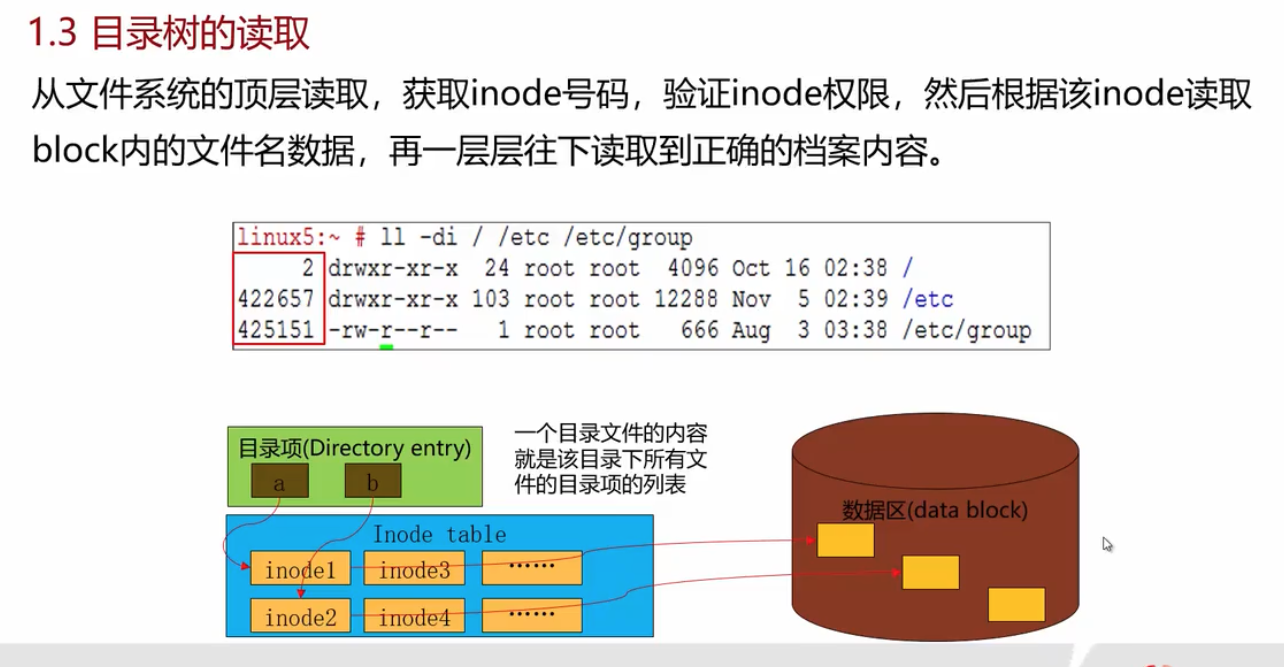 1.3 目录树的读取
从文件系统的顶层读取，获取inode号码，验证inode权限，然后根据该inode读取
block内的文件名数据，再一层层往下读取到正确的档案内容。
linux5:~ # ll -di / /etc /etc/group
2 drwxr-xr-x 24 root root 4096 Oct 16 02:38 /
422657 drwxr-xr-x 103 root root 12288 Nov 5 02:39 /etc
425151 -rw-r--r-- 1 root root 666 Aug 3 03:38 /etc/group
目录项(Directory entry)
a b
一个目录文件的内容
就是该目录下所有文
件的目录项的列表
Inode table
inode1 inode3 ……
inode2 inode4 ……
数据区(data block)